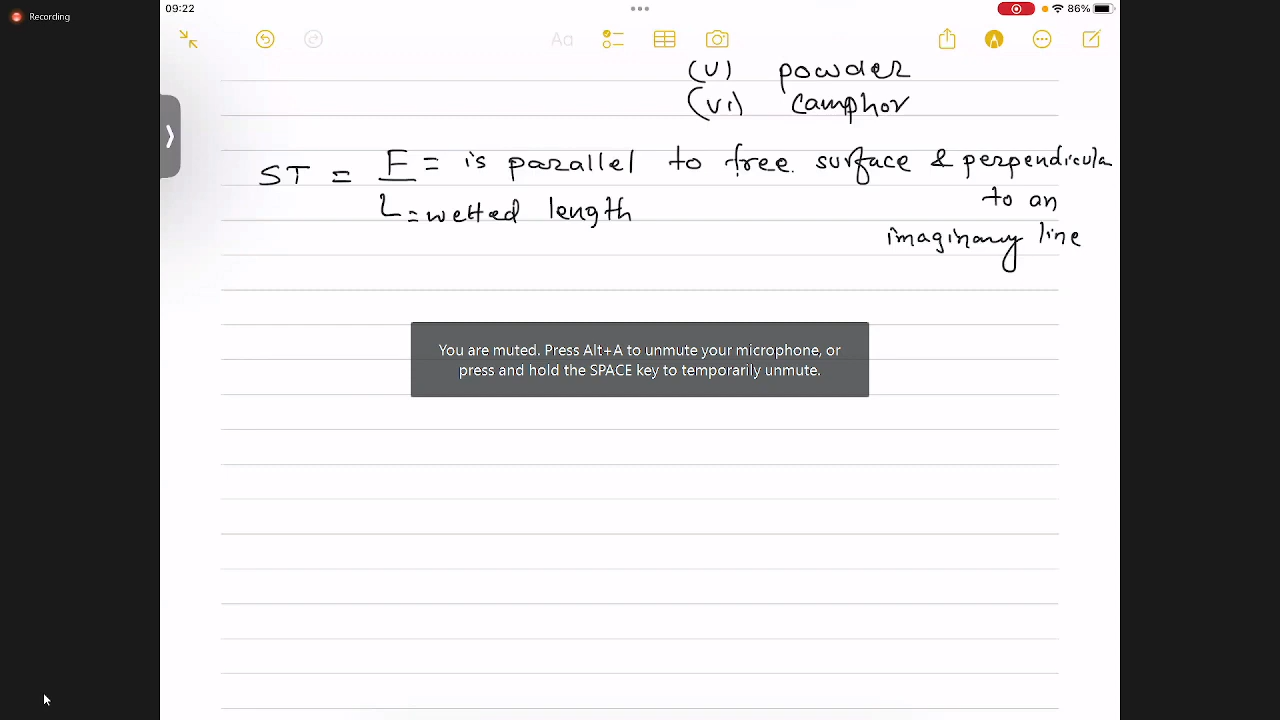 09:22
86%
Recording
Aa
(v) powder
(vi) camphor
ST = F = is parallel to free surface & perpendicula
to an
L = wetted length
imaginary line
You are muted. Press Alt+A to unmute your microphone, or
press and hold the SPACE key to temporarily unmute.